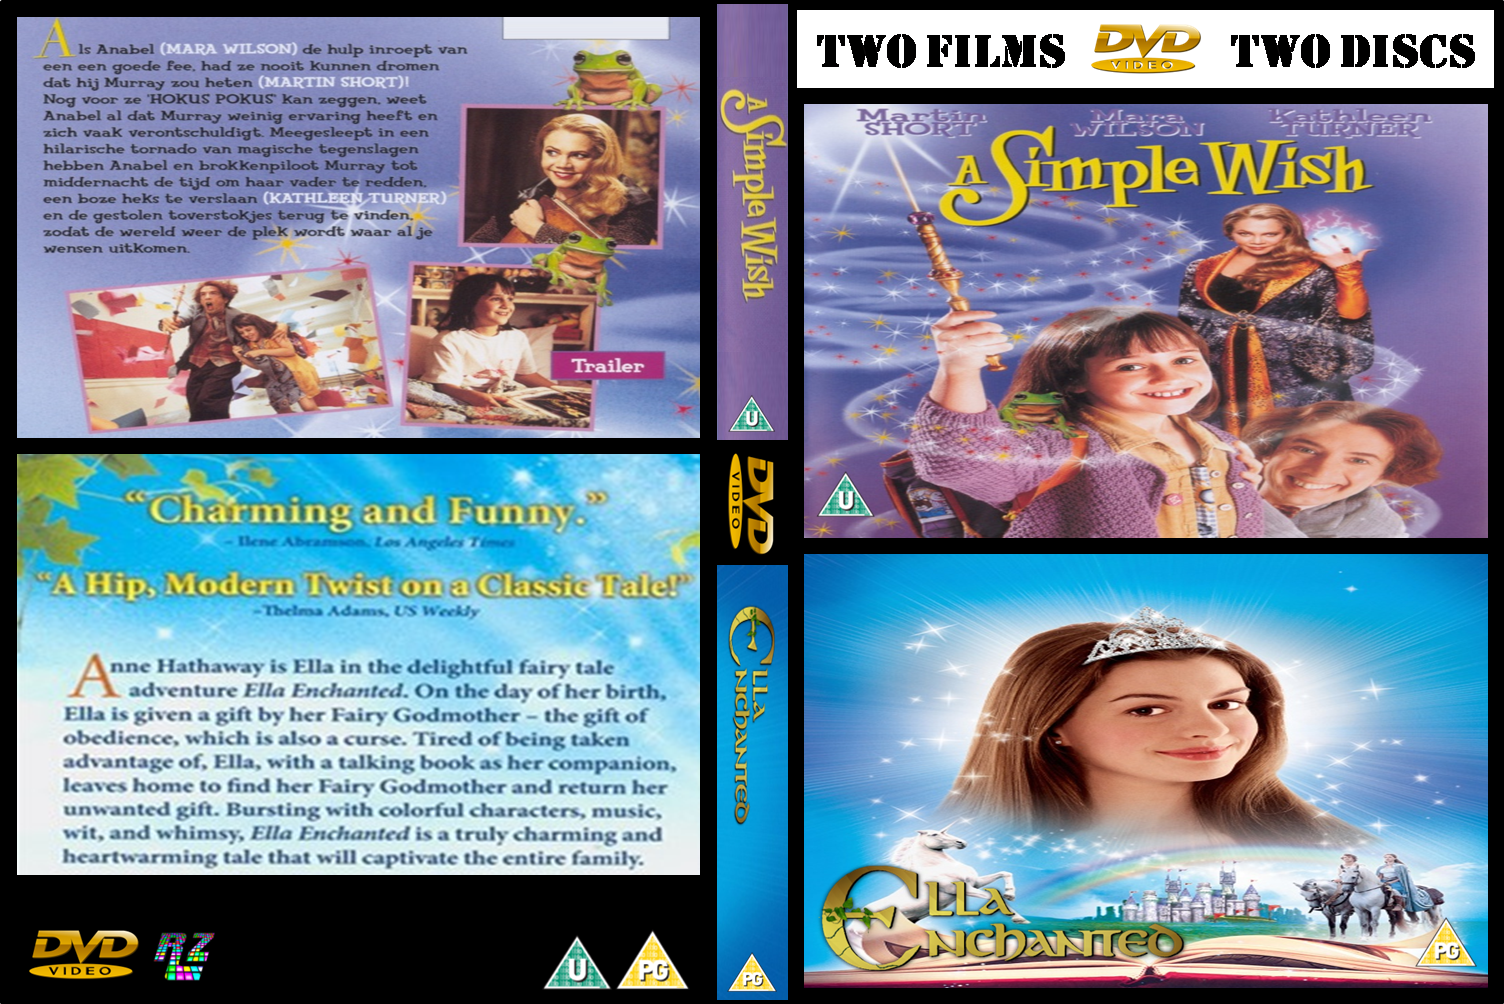 Als Anabel (MARA WILSON) de hulp inroept van
een een goede fee, had ze nooit kunnen dromen
dat hij Murray zou heten (MARTIN SHORT)!
Nog voor ze 'HOKUS POKUS' kan zeggen, weet
Anabel al dat Murray weinig ervaring heeft en
zich vaak verontschuldigt. Meegesleept in een
hilarische tornado van magische tegenslagen
hebben Anabel en brokkenpiloot Murray tot
middernacht de tijd om haar vader te redden,
een boze heks te verslaan (KATHLEEN TURNER)
en de gestolen toverstokjes terug te vinden,
zodat de wereld weer de plek wordt waar al je
wensen uitkomen.
Trailer
"Charming and Funny."
– Ilene Abramson, Los Angeles Times
"A Hip, Modern Twist on a Classic Tale!"
–Thelma Adams, US Weekly
Anne Hathaway is Ella in the delightful fairy tale
adventure Ella Enchanted. On the day of her birth,
Ella is given a gift by her Fairy Godmother – the gift of
obedience, which is also a curse. Tired of being taken
advantage of, Ella, with a talking book as her companion,
leaves home to find her Fairy Godmother and return her
unwanted gift. Bursting with colorful characters, music,
wit, and whimsy, Ella Enchanted is a truly charming and
heartwarming tale that will captivate the entire family.
DVD
VIDEO
U
PG
A Simple Wish
U
DVD
VIDEO
Ella
Enchanted
PG
TWO FILMS
DVD
VIDEO
TWO DISCS
Martin
SHORT
Mara
WILSON
Kathleen
TURNER
A Simple Wish
U
Ella
Enchanted
PG